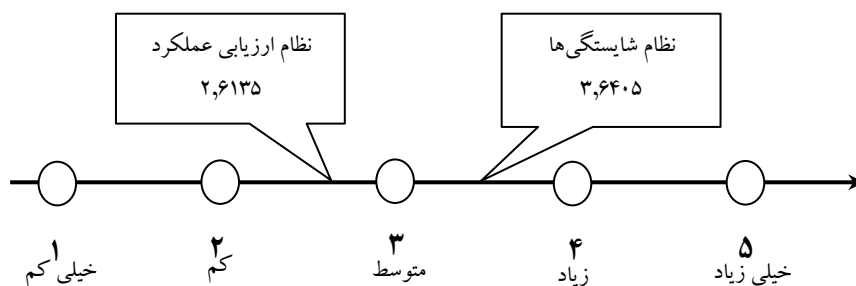 نظام ارزیابی عملکرد
۲,۶۱۳۵
نظام شایستگی‌ها
۳,۶۴۰۵
۱
خیلی کم
۲
کم
۳
متوسط
۴
زیاد
۵
خیلی زیاد